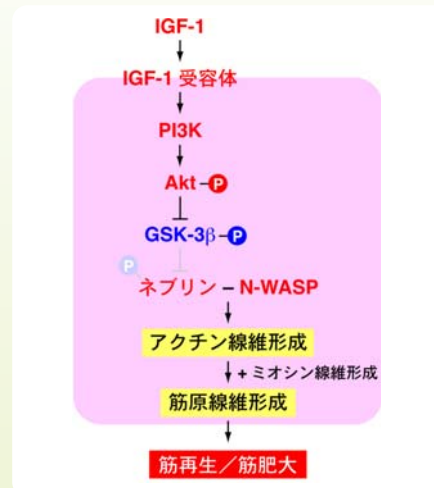 IGF-1
IGF-1 受容体
PI3K
Akt–P
GSK-3β–P
P
ネブリン – N-WASP
アクチン線維形成
+ ミオシン線維形成
筋原線維形成
筋再生/筋肥大